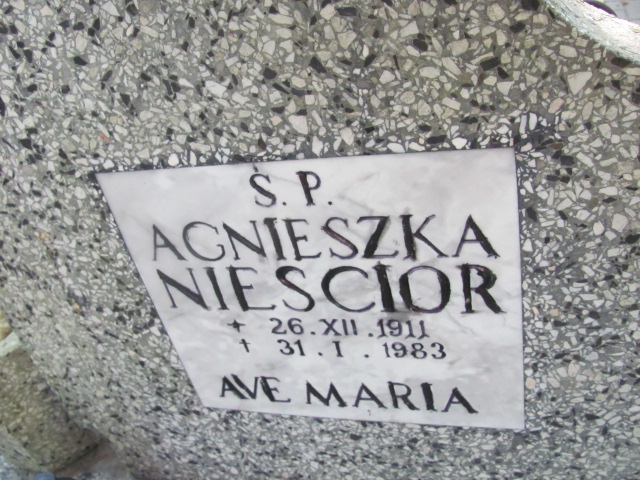 Ś. P.
AGNIESZKA
NIESCIOR
* 26.XII.1911
† 31.I.1983
AVE MARIA